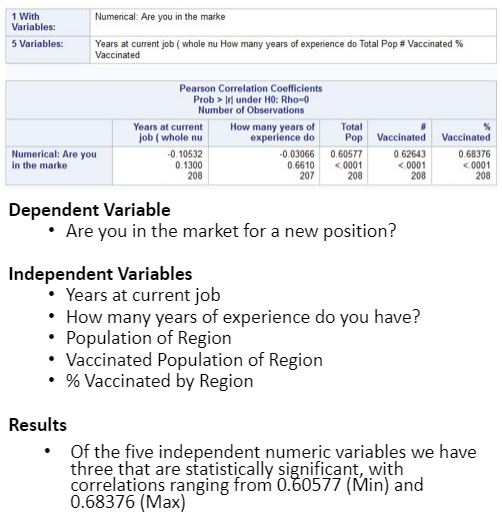 1 With Variables: Numerical: Are you in the marke
5 Variables: Years at current job ( whole nu How many years of experience do Total Pop # Vaccinated %
Vaccinated
Pearson Correlation Coefficients
Prob > |r| under H0: Rho=0
Number of Observations
Years at current job ( whole nu How many years of experience do Total Pop # Vaccinated % Vaccinated
Numerical: Are you in the marke -0.10532 -0.03066 0.60577 0.62643 0.68376
0.1300 0.6610 <.0001 <.0001 <.0001
208 207 208 208 208
Dependent Variable
• Are you in the market for a new position?
Independent Variables
• Years at current job
• How many years of experience do you have?
• Population of Region
• Vaccinated Population of Region
• % Vaccinated by Region
Results
• Of the five independent numeric variables we have
three that are statistically significant, with
correlations ranging from 0.60577 (Min) and
0.68376 (Max)